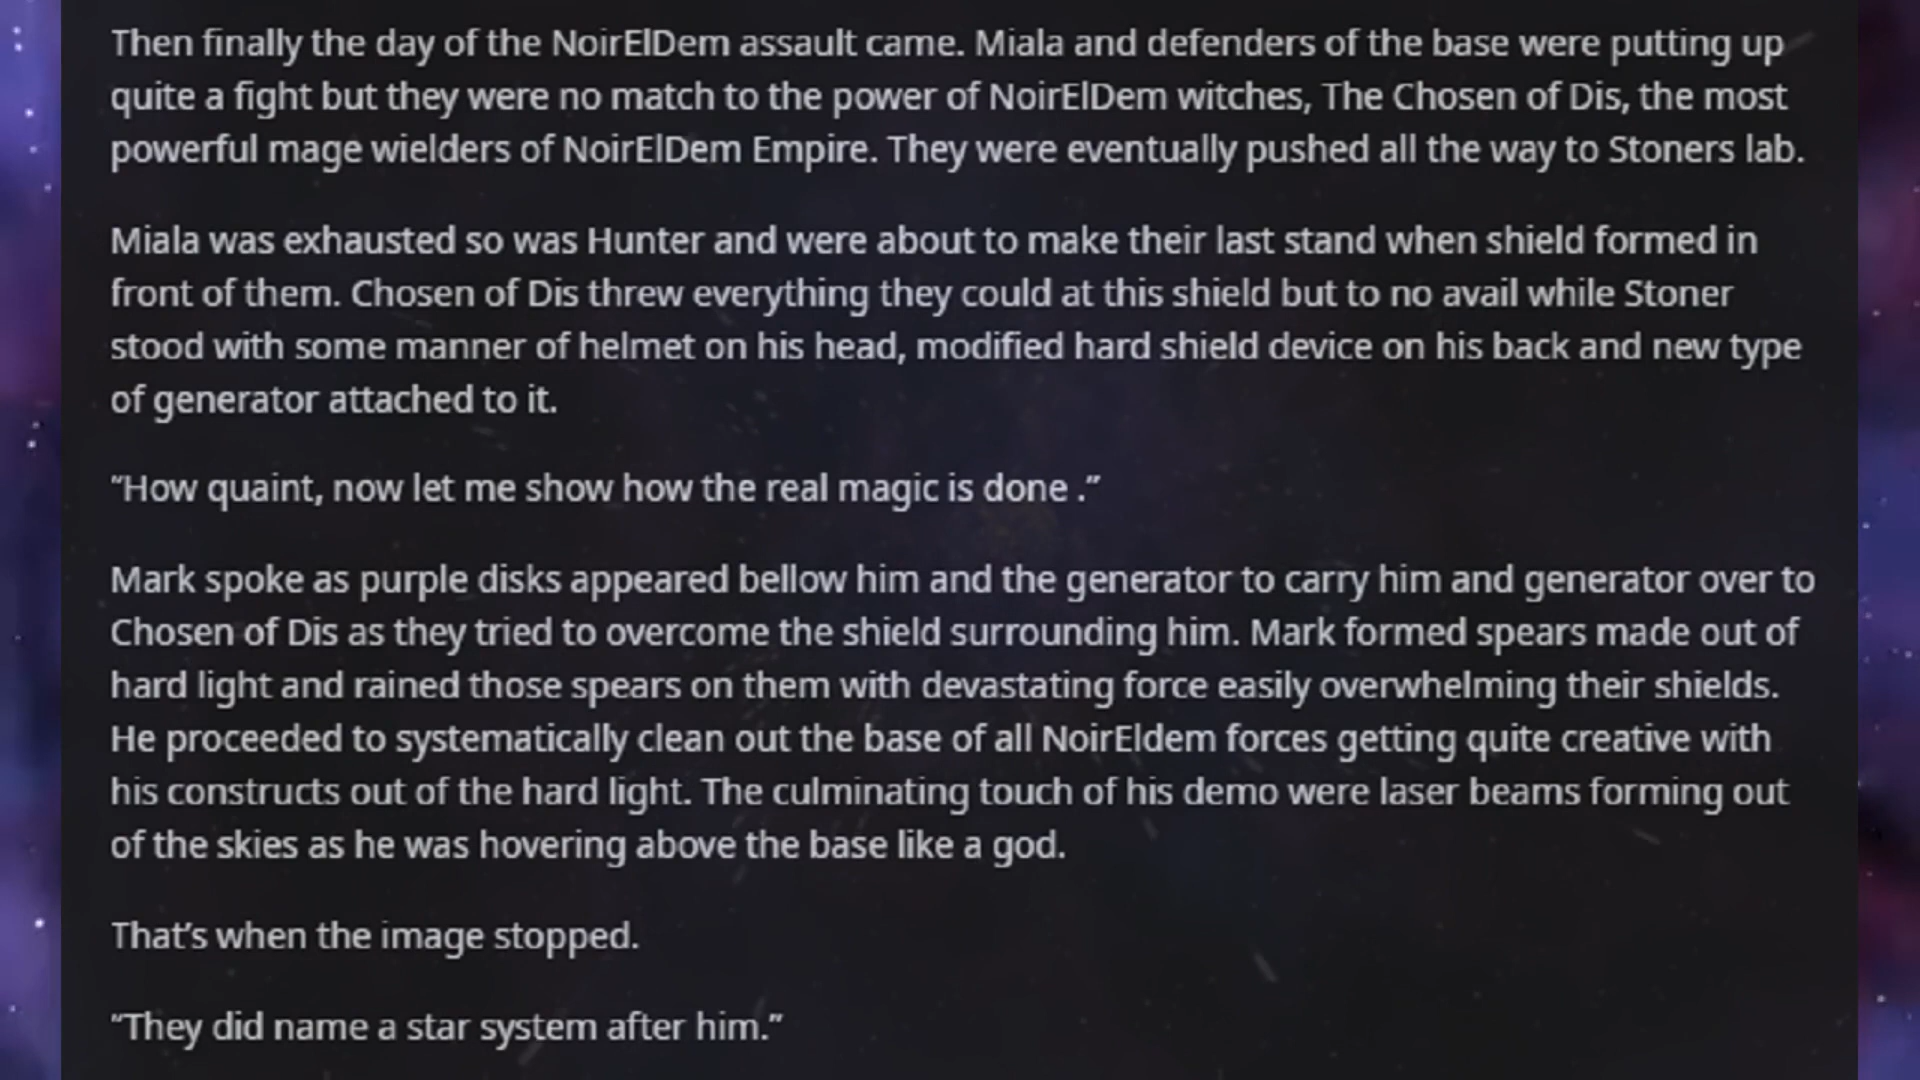 Then finally the day of the NoirElDem assault came. Miala and defenders of the base were putting up
quite a fight but they were no match to the power of NoirElDem witches, The Chosen of Dis, the most
powerful mage wielders of NoirElDem Empire. They were eventually pushed all the way to Stoners lab.
Miala was exhausted so was Hunter and were about to make their last stand when shield formed in
front of them. Chosen of Dis threw everything they could at this shield but to no avail while Stoner
stood with some manner of helmet on his head, modified hard shield device on his back and new type
of generator attached to it.
“How quaint, now let me show how the real magic is done .”
Mark spoke as purple disks appeared bellow him and the generator to carry him and generator over to
Chosen of Dis as they tried to overcome the shield surrounding him. Mark formed spears made out of
hard light and rained those spears on them with devastating force easily overwhelming their shields.
He proceeded to systematically clean out the base of all NoirEldem forces getting quite creative with
his constructs out of the hard light. The culminating touch of his demo were laser beams forming out
of the skies as he was hovering above the base like a god.
That’s when the image stopped.
“They did name a star system after him.”